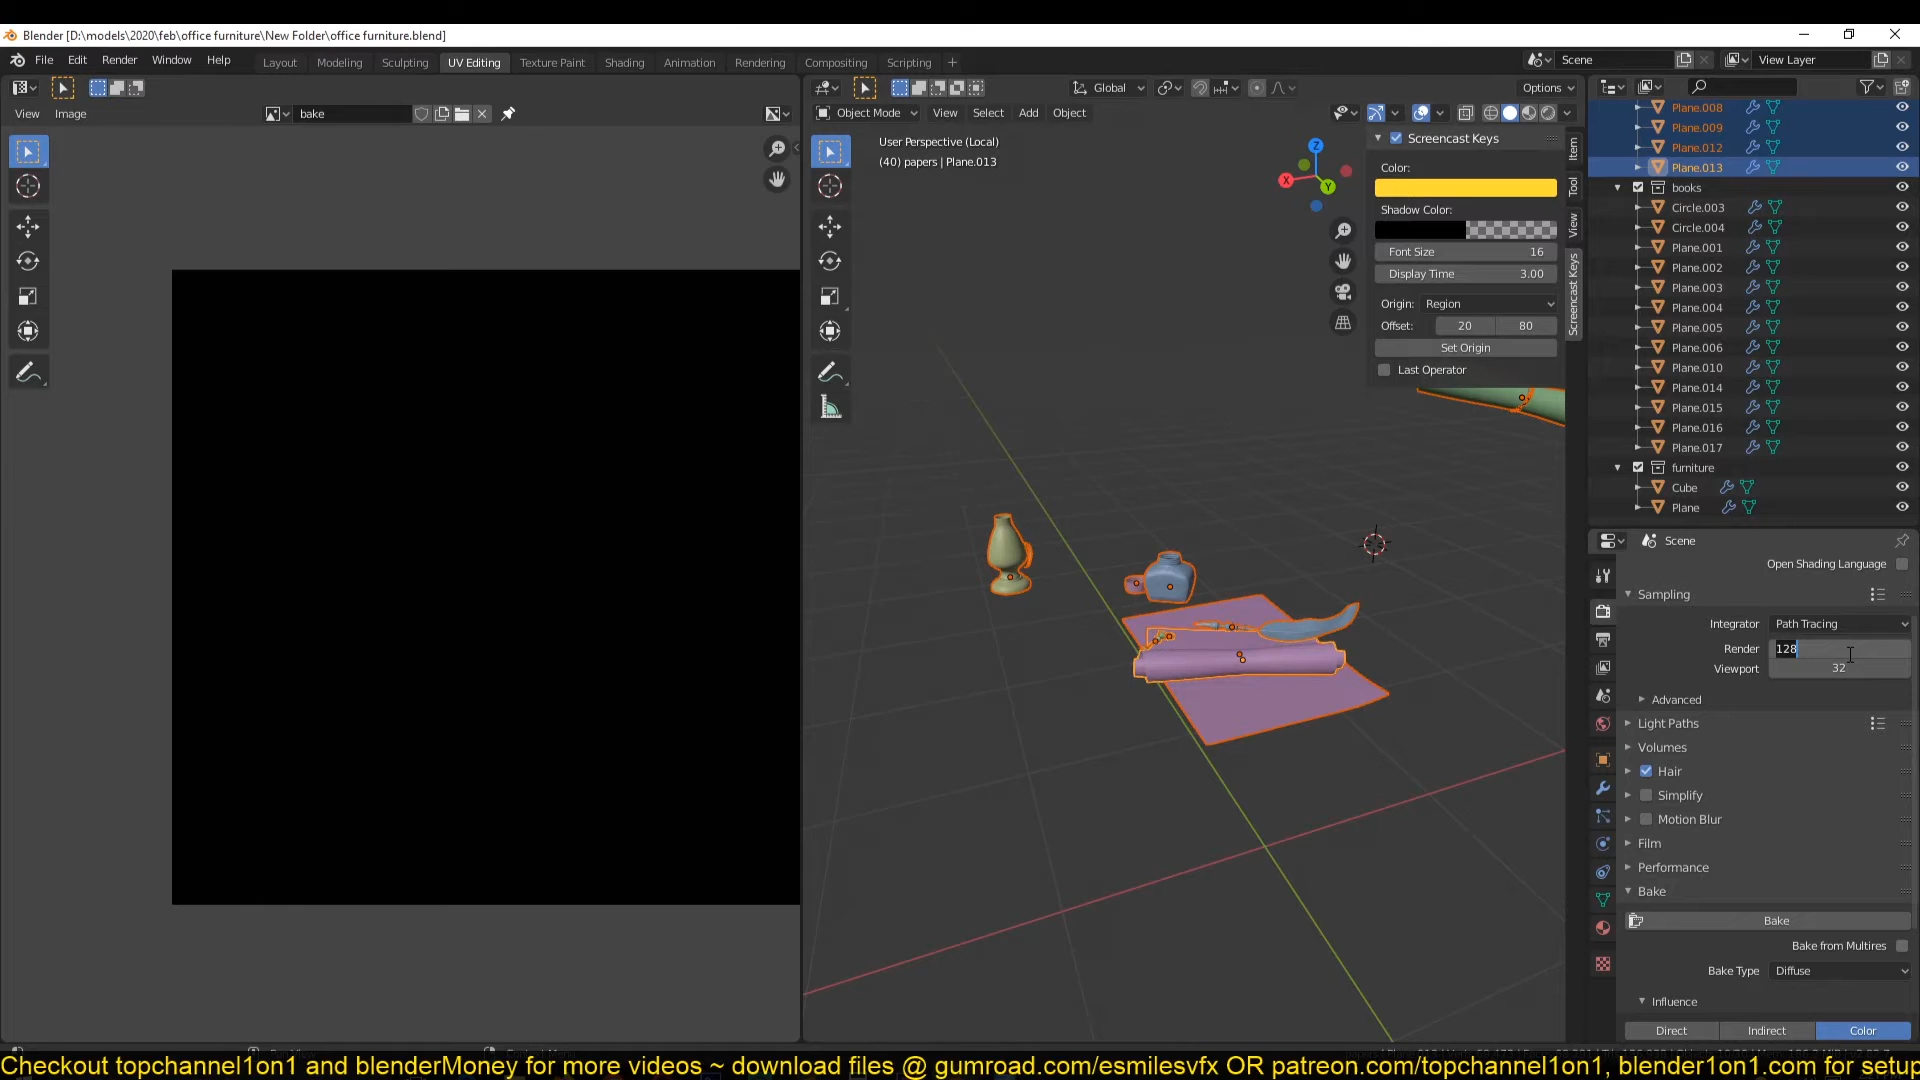 Blender [D:\models\2020\feb\office furniture\New Folder\office furniture.blend]
File Edit Render Window Help
Layout Modeling Sculpting UV Editing Texture Paint Shading Animation Rendering Compositing Scripting +
Scene
View Layer
Global
Options
View Image
bake
Object Mode View Select Add Object
User Perspective (Local)
(40) papers | Plane.013
Z
X
Y
Screencast Keys
Color:
Shadow Color:
Font Size 16
Display Time 3.00
Origin: Region
Offset: 20 80
Set Origin
Last Operator
Item
Tool
View
Screencast Keys
Plane.008
Plane.009
Plane.012
Plane.013
books
Circle.003
Circle.004
Plane.001
Plane.002
Plane.003
Plane.004
Plane.005
Plane.006
Plane.010
Plane.014
Plane.015
Plane.016
Plane.017
furniture
Cube
Plane
Scene
Open Shading Language
Sampling
Integrator Path Tracing
Render 128
Viewport 32
Advanced
Light Paths
Volumes
Hair
Simplify
Motion Blur
Film
Performance
Bake
Bake
Bake from Multires
Bake Type Diffuse
Influence
Direct Indirect Color
Checkout topchannel1on1 and blenderMoney for more videos ~ download files @ gumroad.com/esmilesvfx OR patreon.com/topchannel1on1, blender1on1.com for setup